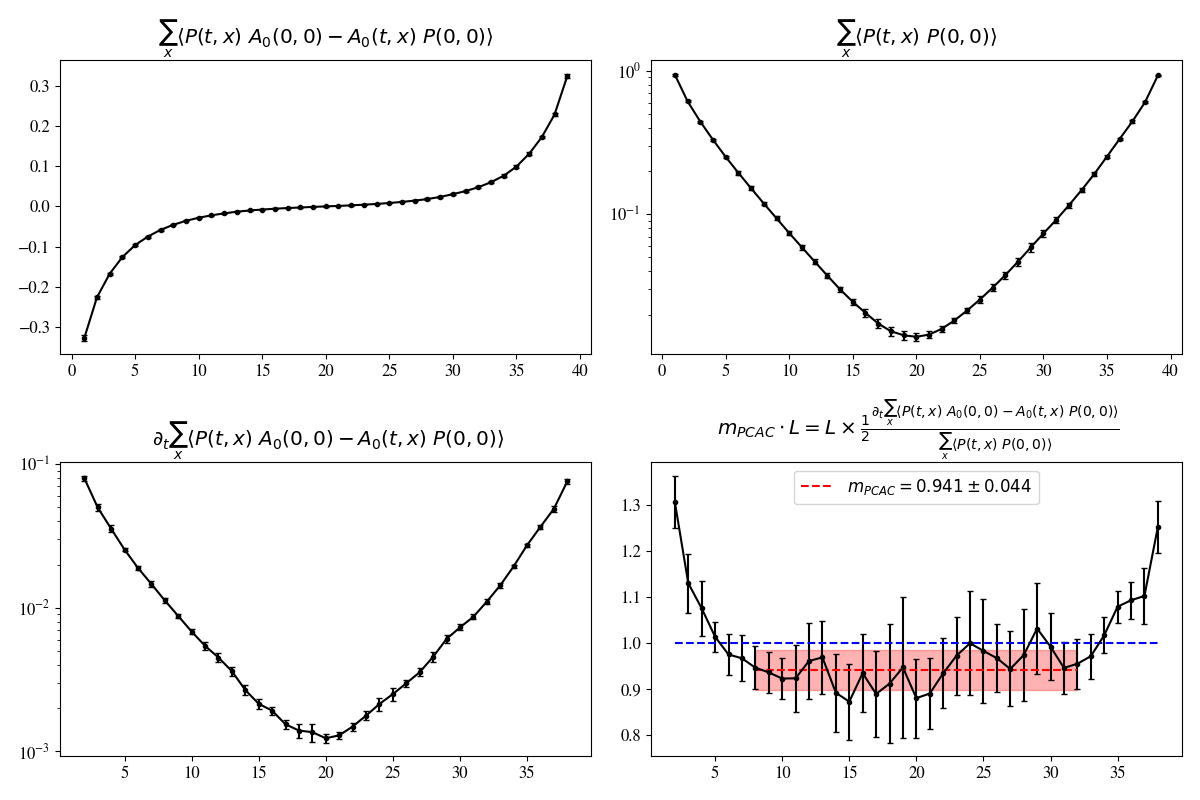 ∑ₓ⟨P(t, x) A₀(0, 0) − A₀(t, x) P(0, 0)⟩
0.3
0.2
0.1
0.0
−0.1
−0.2
−0.3
0 5 10 15 20 25 30 35 40
∑ₓ⟨P(t, x) P(0, 0)⟩
10⁰
10⁻¹
0 5 10 15 20 25 30 35 40
∂ₜ∑ₓ⟨P(t, x) A₀(0, 0) − A₀(t, x) P(0, 0)⟩
10⁻¹
10⁻²
10⁻³
5 10 15 20 25 30 35
m_{PCAC} · L = L × ½ ∂ₜ∑ₓ⟨P(t, x) A₀(0, 0) − A₀(t, x) P(0, 0)⟩ / ∑ₓ⟨P(t, x) P(0, 0)⟩
m_{PCAC} = 0.941 ± 0.044
1.3
1.2
1.1
1.0
0.9
0.8
5 10 15 20 25 30 35